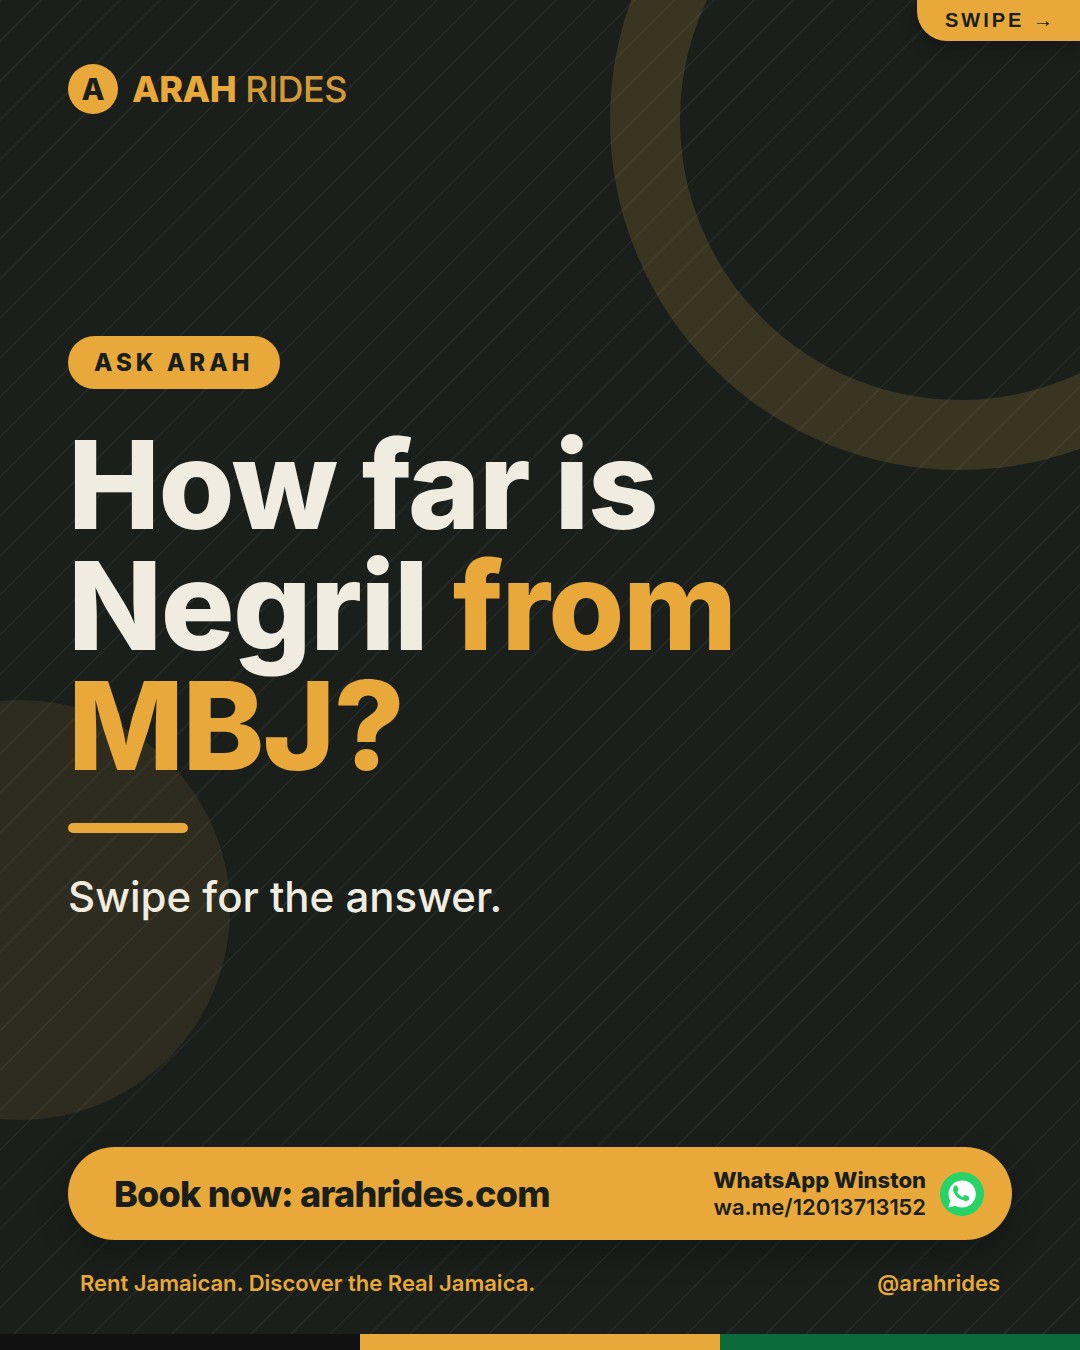 SWIPE →
A ARAH RIDES
ASK ARAH
How far is
Negril from
MBJ?
Swipe for the answer.
Book now: arahrides.com
WhatsApp Winston
wa.me/12013713152
Rent Jamaican. Discover the Real Jamaica.
@arahrides